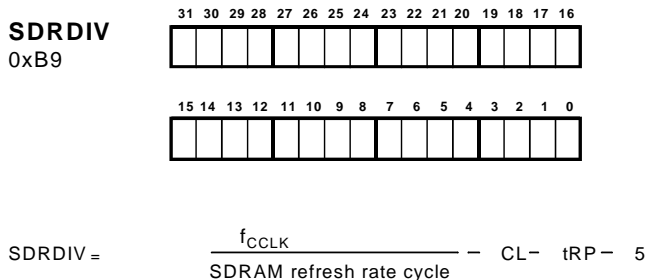 31 30 29 28 27 26 25 24 23 22 21 20 19 18 17 16
SDRDIV
0xB9
15 14 13 12 11 10 9 8 7 6 5 4 3 2 1 0
SDRDIV = fCCLK – CL– tRP – 5
SDRAM refresh rate cycle